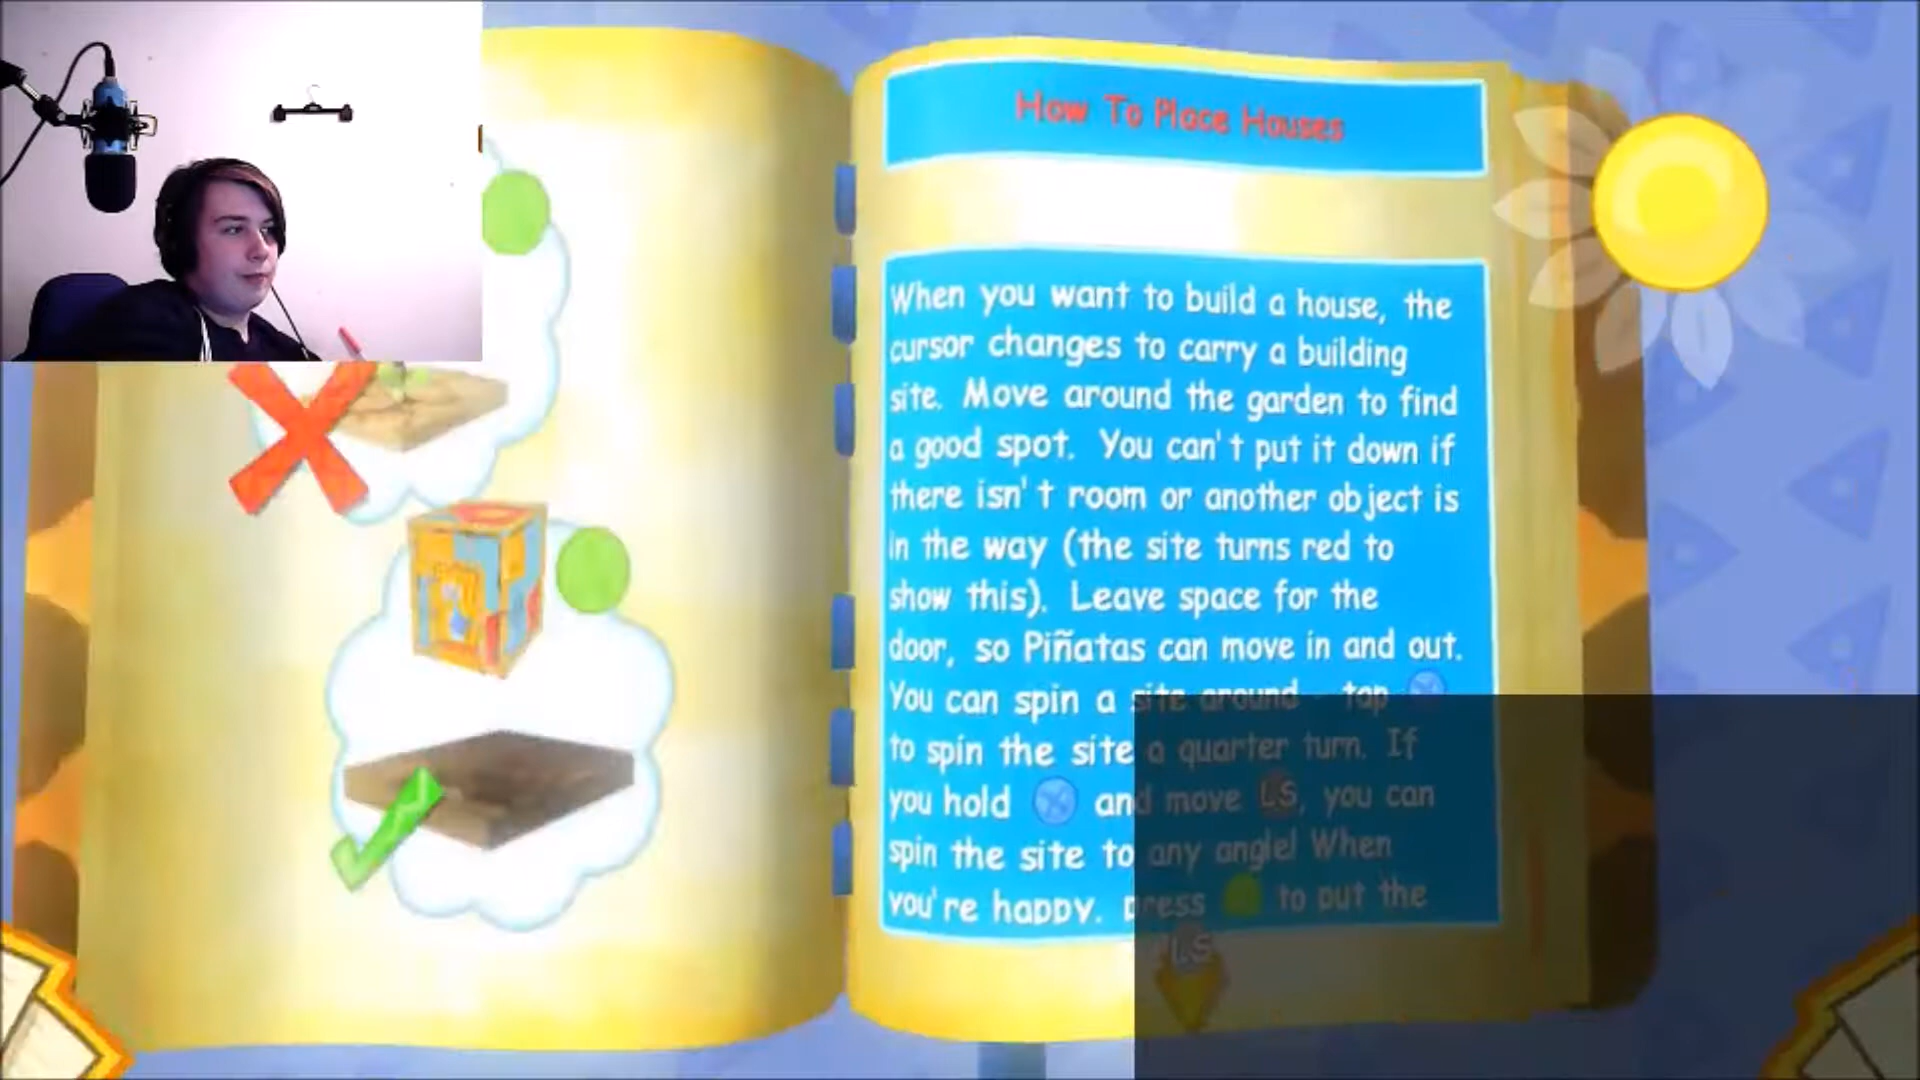 How To Place Houses
When you want to build a house, the
cursor changes to carry a building
site. Move around the garden to find
a good spot. You can't put it down if
there isn't room or another object is
in the way (the site turns red to
show this). Leave space for the
door, so Piñatas can move in and out.
You can spin a site around - tap
to spin the site a quarter turn. If
you hold and move LS, you can
spin the site to any angle! When
you're happy, press to put the
LS